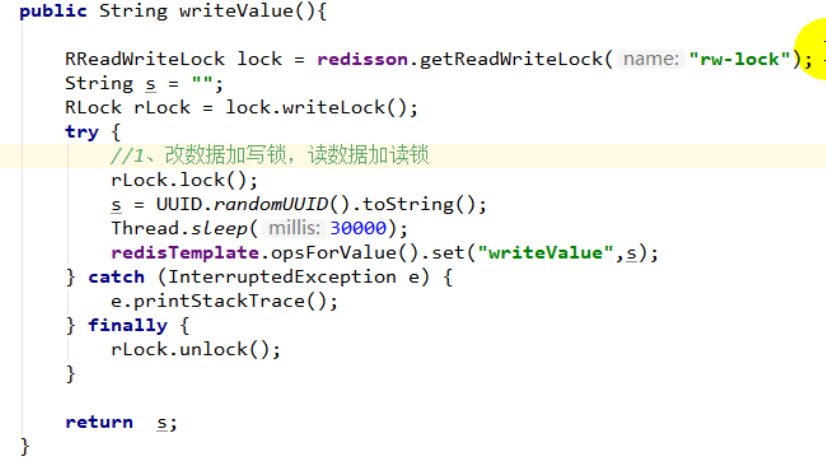 public String writeValue(){
RReadWriteLock lock = redisson.getReadWriteLock( name: "rw-lock");
String s = "";
RLock rLock = lock.writeLock();
try {
//1、改数据加写锁，读数据加读锁
rLock.lock();
s = UUID.randomUUID().toString();
Thread.sleep( millis: 30000);
redisTemplate.opsForValue().set("writeValue",s);
} catch (InterruptedException e) {
e.printStackTrace();
} finally {
rLock.unlock();
}
return s;
}